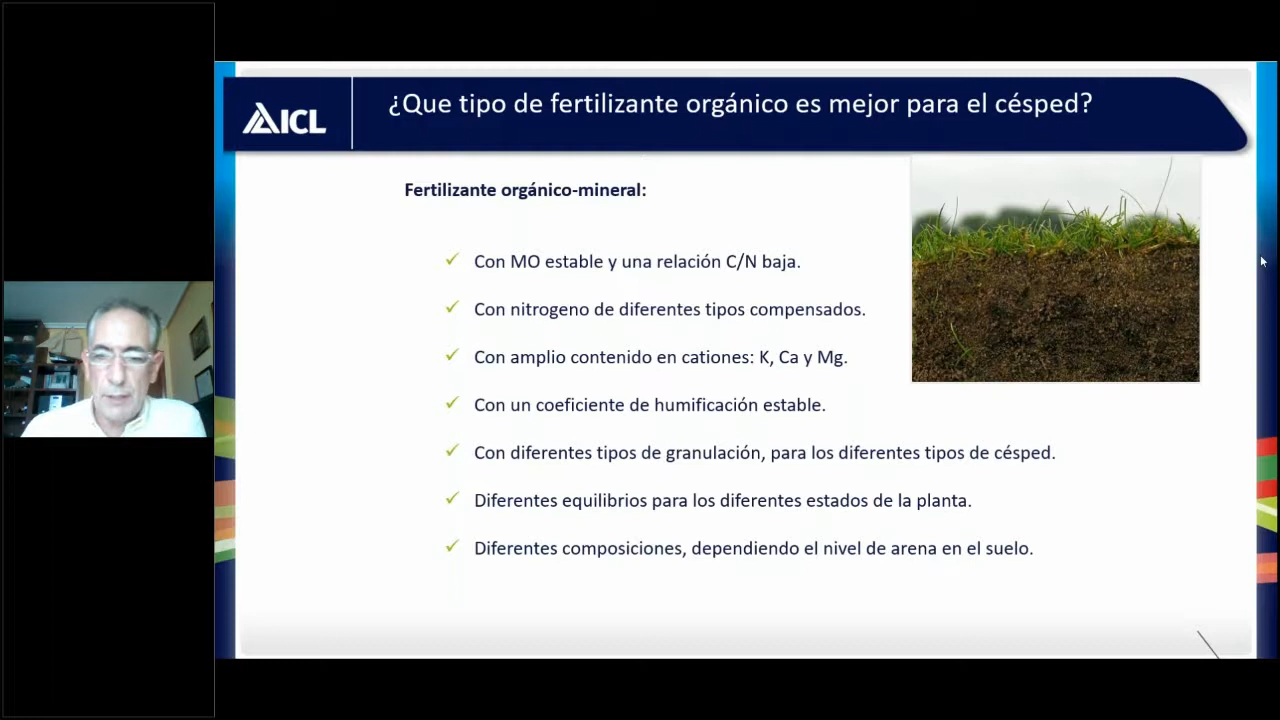 ICL
¿Que tipo de fertilizante orgánico es mejor para el césped?
Fertilizante orgánico-mineral:
Con MO estable y una relación C/N baja.
Con nitrogeno de diferentes tipos compensados.
Con amplio contenido en cationes: K, Ca y Mg.
Con un coeficiente de humificación estable.
Con diferentes tipos de granulación, para los diferentes tipos de césped.
Diferentes equilibrios para los diferentes estados de la planta.
Diferentes composiciones, dependiendo el nivel de arena en el suelo.